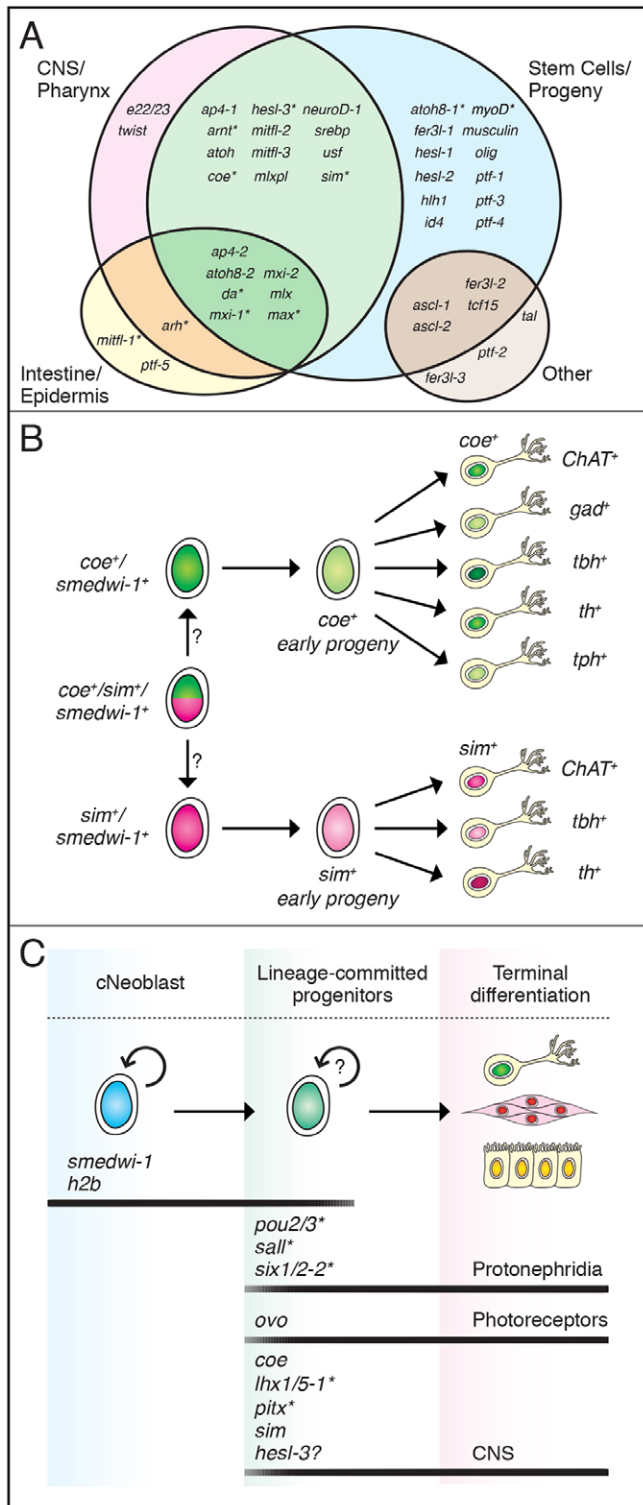 A
CNS/
Pharynx
Stem Cells/
Progeny
e22/23
twist
ap4-1 hesl-3* neuroD-1
arnt* mitfl-2 srebp
atoh mitfl-3 usf
coe* mlxpl sim*
atoh8-1* myoD*
fer3l-1 musculin
hesl-1 olig
hesl-2 ptf-1
hlh1 ptf-3
id4 ptf-4
ap4-2
atoh8-2 mxi-2
da* mlx
mxi-1* max*
arh*
mitfl-1*
ptf-5
fer3l-2
ascl-1 tcf15
ascl-2
tal
ptf-2
fer3l-3
Intestine/
Epidermis
Other
B
coe+/
smedwi-1+
?
coe+/sim+/
smedwi-1+
?
sim+/
smedwi-1+
coe+
early progeny
sim+
early progeny
coe+
ChAT+
gad+
tbh+
th+
tph+
sim+
ChAT+
tbh+
th+
C
cNeoblast
Lineage-committed
progenitors
Terminal
differentiation
?
smedwi-1
h2b
pou2/3*
sall*
six1/2-2* Protonephridia
ovo Photoreceptors
coe
lhx1/5-1*
pitx*
sim
hesl-3? CNS